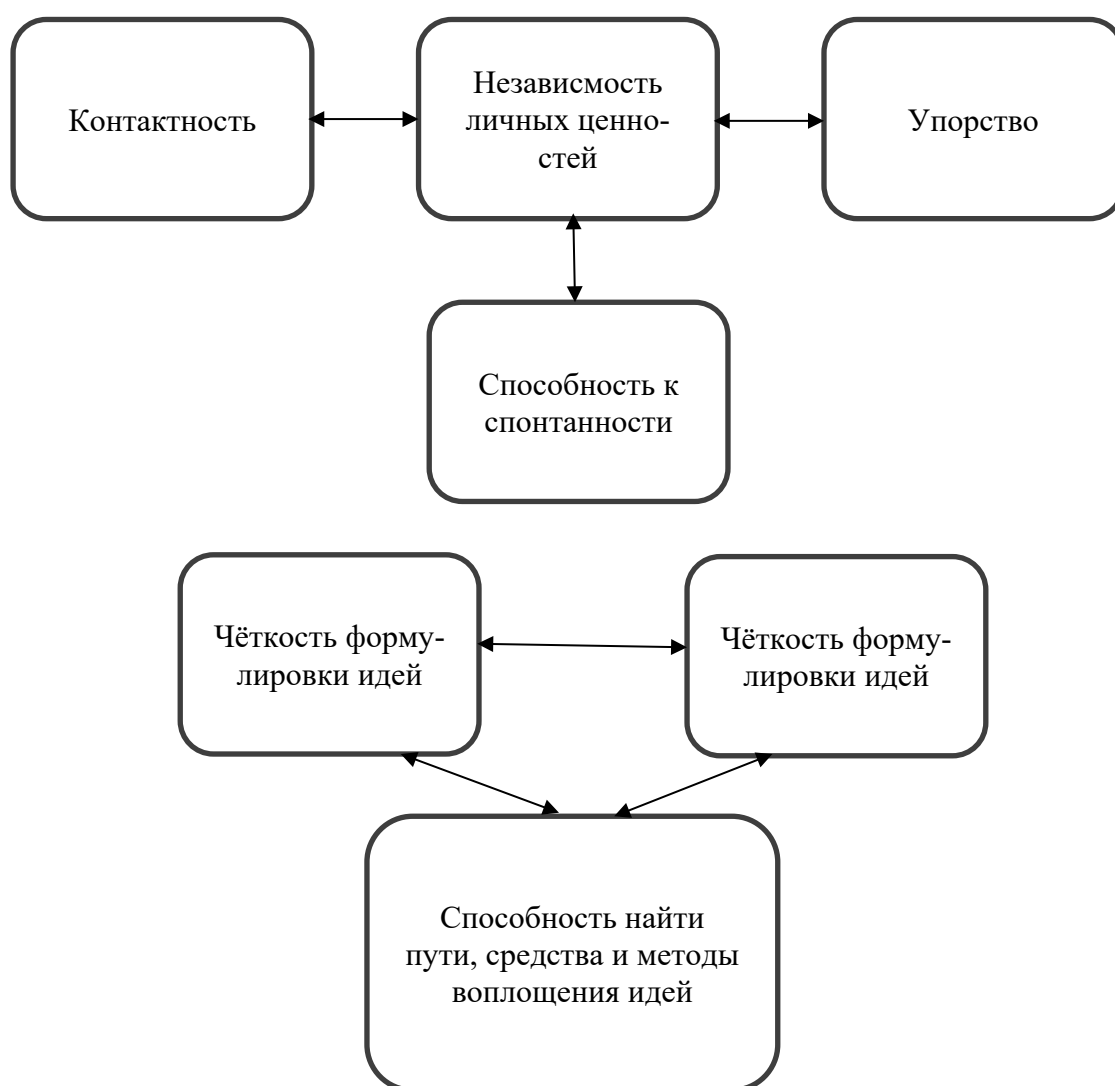 Контактность
Независмость
личных ценно-
стей
Упорство
Способность к
спонтанности
Чёткость форму-
лировки идей
Чёткость форму-
лировки идей
Способность найти
пути, средства и методы
воплощения идей